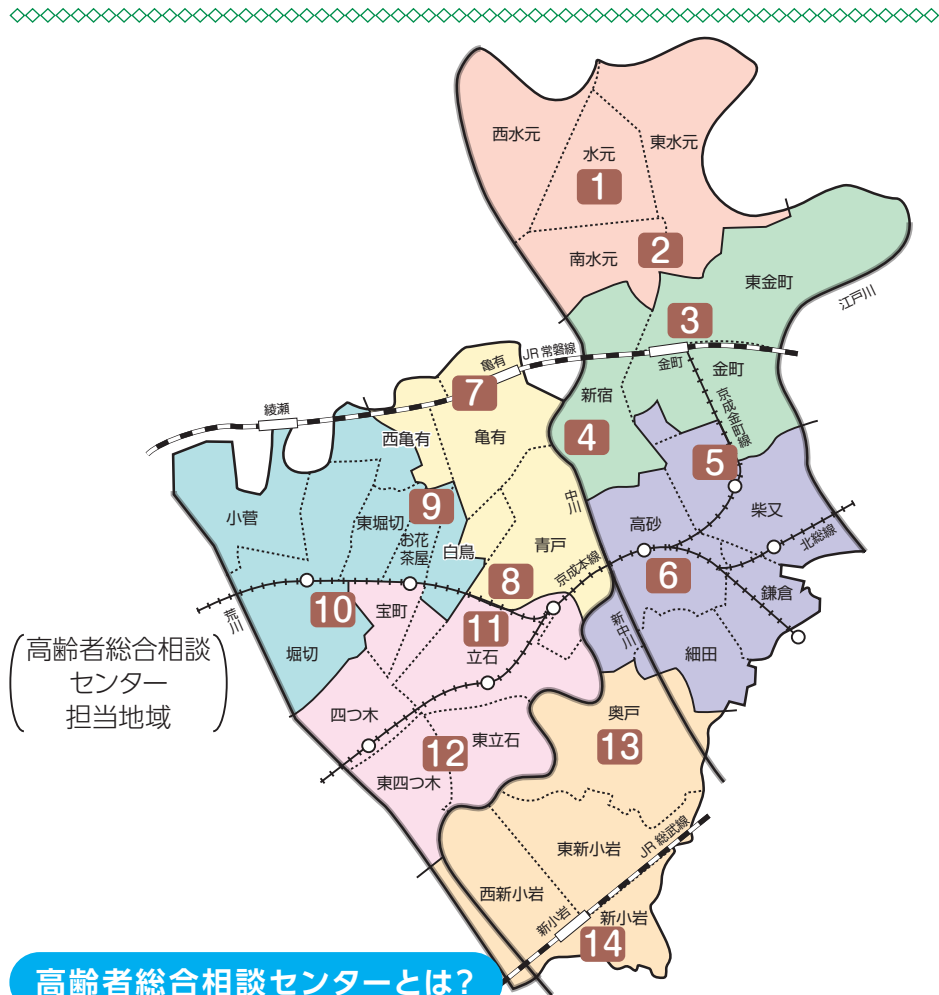 西水元
水元
東水元
1
南水元
2
東金町
江戸川
3
JR常磐線
金町
金町
亀有
7
新宿
京成金町線
綾瀬
西亀有
亀有
4
5
中川
柴又
小菅
東堀切
9
お花
茶屋
白鳥
青戸
高砂
北総線
8
京成本線
6
鎌倉
荒川
10
宝町
11
新中川
立石
細田
堀切
高齢者総合相談
センター
担当地域
四つ木
12
東立石
奥戸
13
東四つ木
東新小岩
JR総武線
西新小岩
新小岩
新小岩
14
高齢者総合相談センターとは?